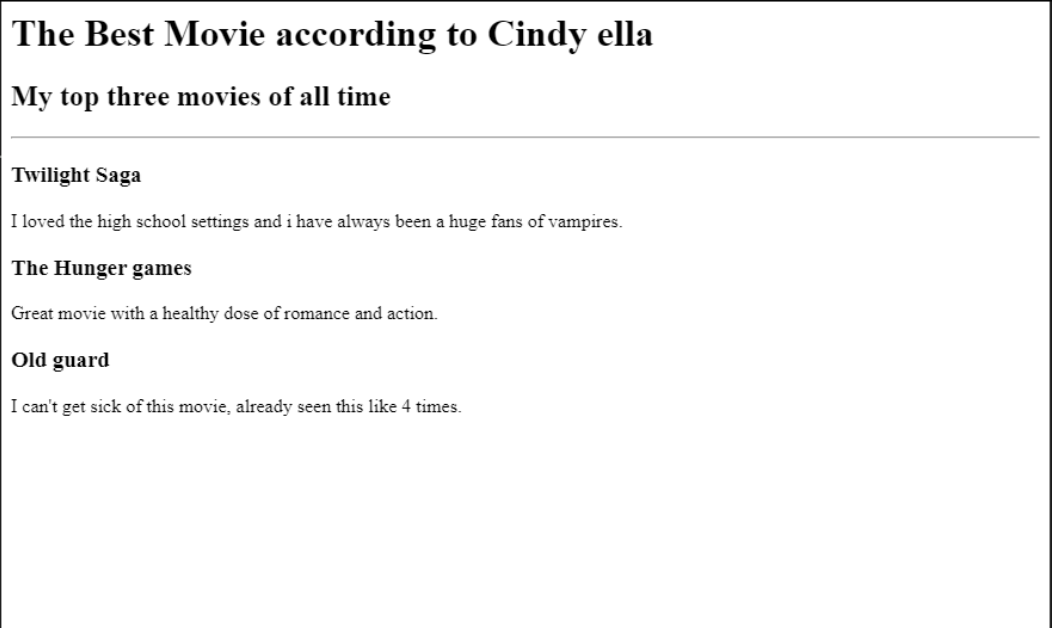 The Best Movie according to Cindy ella
My top three movies of all time
Twilight Saga
I loved the high school settings and i have always been a huge fans of vampires.
The Hunger games
Great movie with a healthy dose of romance and action.
Old guard
I can't get sick of this movie, already seen this like 4 times.